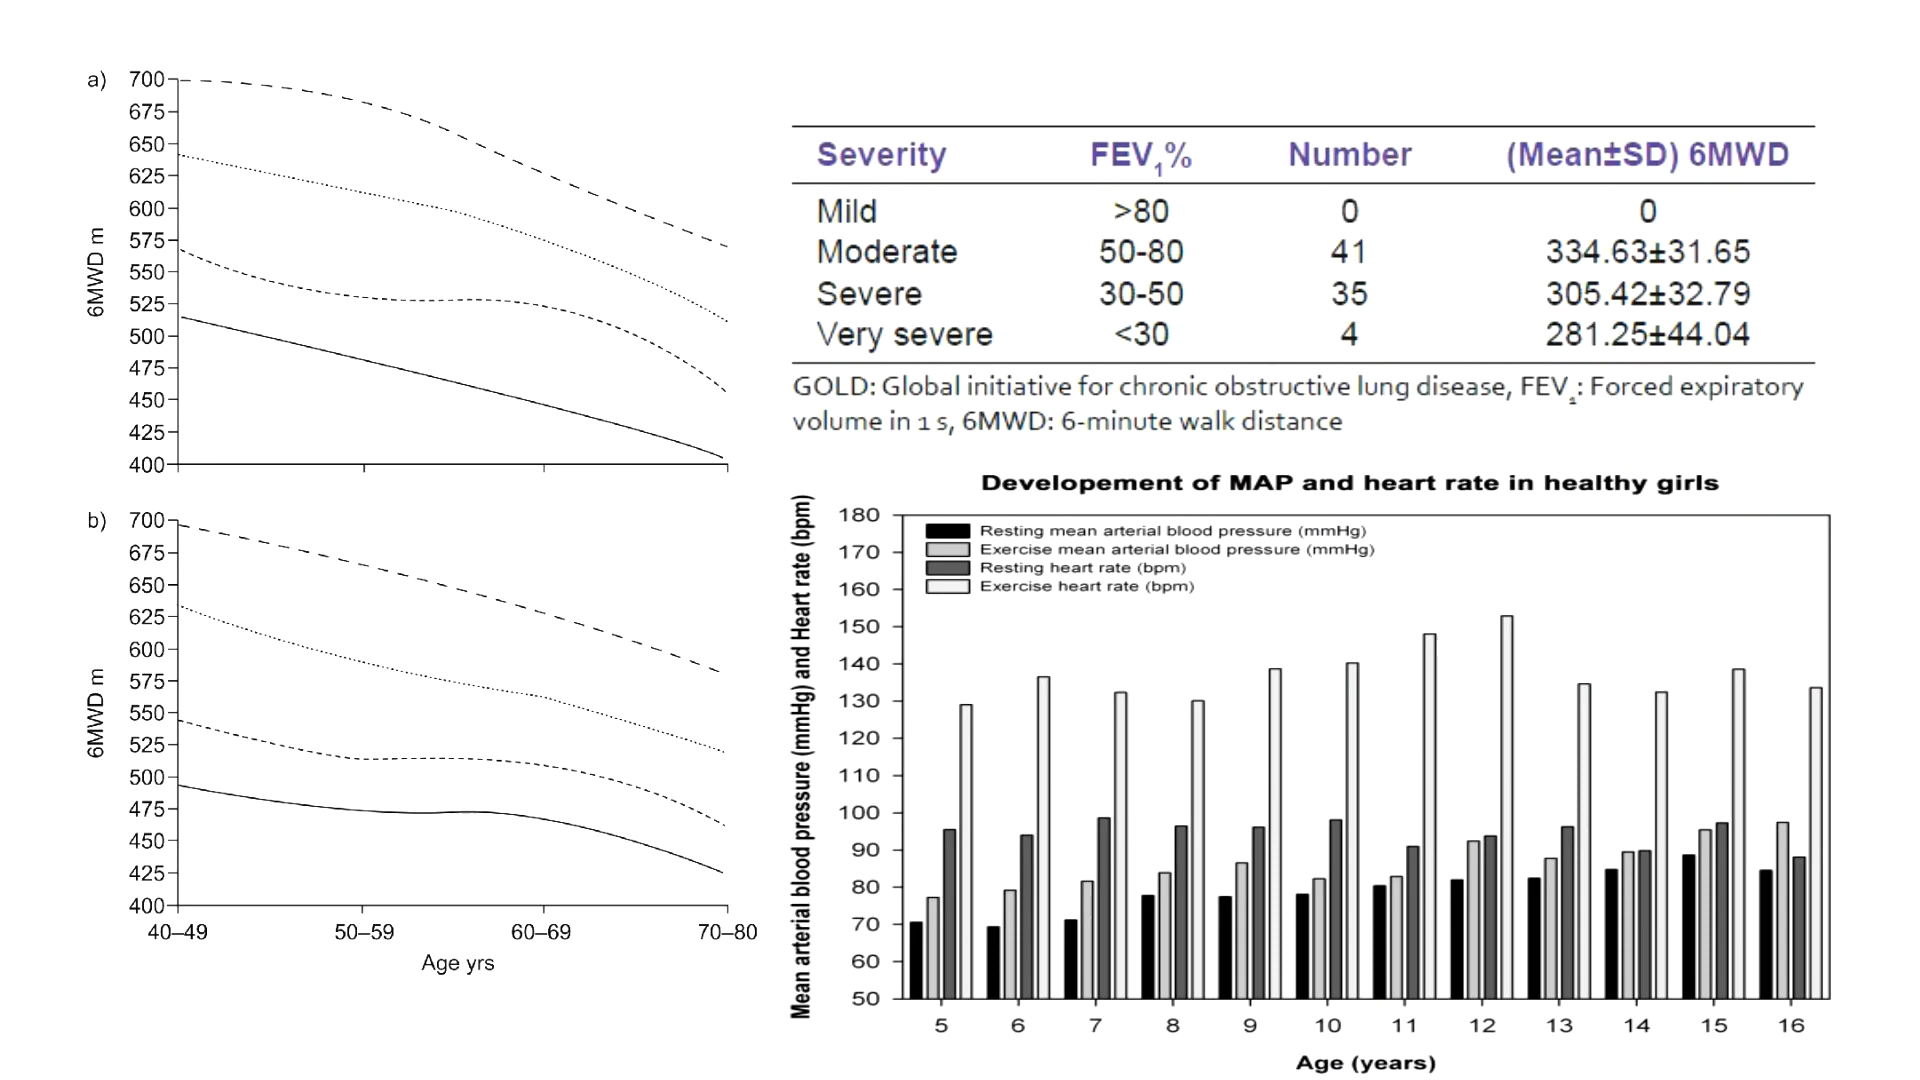 a)
700
675
650
625
600
575
550
525
500
475
450
425
400
6MWD m
b)
700
675
650
625
600
575
550
525
500
475
450
425
400
6MWD m
40–49 50–59 60–69 70–80
Age yrs
Severity FEV1% Number (Mean±SD) 6MWD
Mild >80 0 0
Moderate 50-80 41 334.63±31.65
Severe 30-50 35 305.42±32.79
Very severe <30 4 281.25±44.04
GOLD: Global initiative for chronic obstructive lung disease, FEV1: Forced expiratory
volume in 1 s, 6MWD: 6-minute walk distance
Developement of MAP and heart rate in healthy girls
Mean arterial blood pressure (mmHg) and Heart rate (bpm)
180
170
160
150
140
130
120
110
100
90
80
70
60
50
Resting mean arterial blood pressure (mmHg)
Exercise mean arterial blood pressure (mmHg)
Resting heart rate (bpm)
Exercise heart rate (bpm)
5 6 7 8 9 10 11 12 13 14 15 16
Age (years)